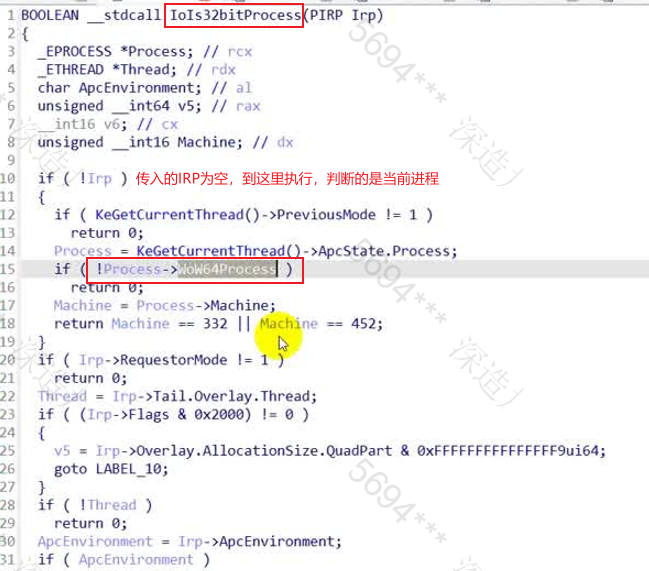 1 BOOLEAN __stdcall IoIs32bitProcess(PIRP Irp)
2 {
3 _EPROCESS *Process; // rcx
4 _ETHREAD *Thread; // rdx
5 char ApcEnvironment; // al
6 unsigned __int64 v5; // rax
7 __int16 v6; // cx
8 unsigned __int16 Machine; // dx
9
10 if ( !Irp ) 传入的IRP为空，到这里执行，判断的是当前进程
11 {
12 if ( KeGetCurrentThread()->PreviousMode != 1 )
13 return 0;
14 Process = KeGetCurrentThread()->ApcState.Process;
15 if ( !Process->WoW64Process )
16 return 0;
17 Machine = Process->Machine;
18 return Machine == 332 || Machine == 452;
19 }
20 if ( Irp->RequestorMode != 1 )
21 return 0;
22 Thread = Irp->Tail.Overlay.Thread;
23 if ( (Irp->Flags & 0x2000) != 0 )
24 {
25 v5 = Irp->Overlay.AllocationSize.QuadPart & 0xFFFFFFFFFFFFFFF9ui64;
26 goto LABEL_10;
27 }
28 if ( !Thread )
29 return 0;
30 ApcEnvironment = Irp->ApcEnvironment;
31 if ( ApcEnvironment )
5694*** 深造
5694*** 深造
5694*** 深造